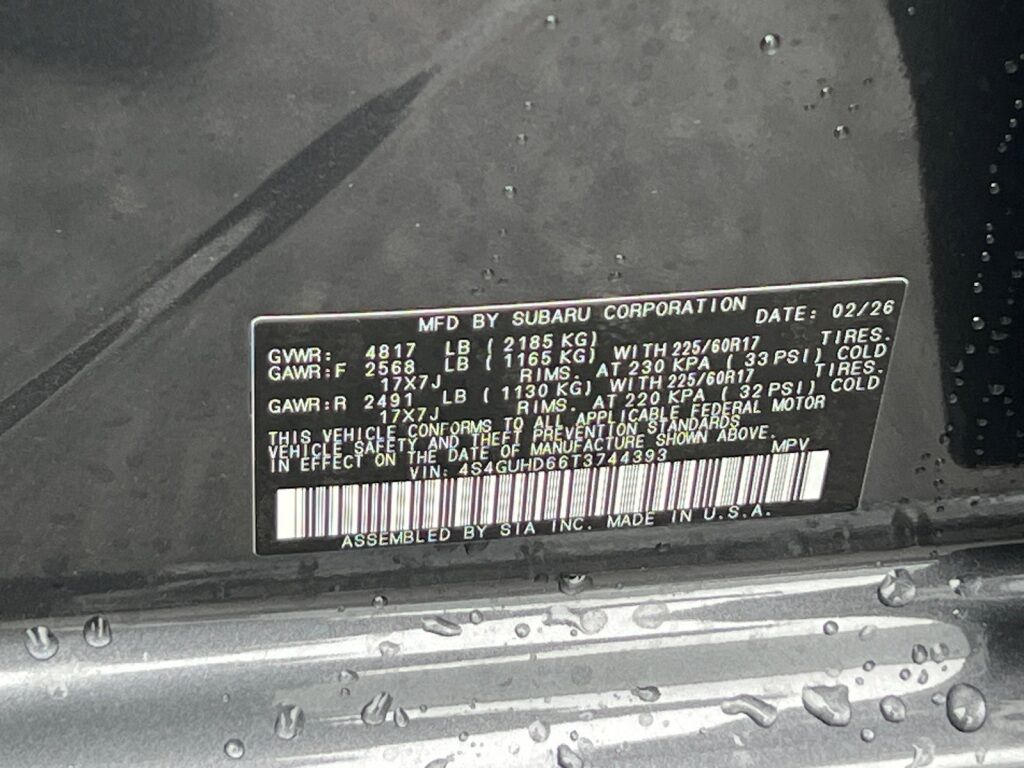 MFD BY SUBARU CORPORATION DATE: 02/26
GVWR: 4817 LB ( 2185 KG)
GAWR:F 2568 LB ( 1165 KG) WITH 225/60R17 TIRES.
17X7J RIMS. AT 230 KPA ( 33 PSI) COLD
GAWR:R 2491 LB ( 1130 KG) WITH 225/60R17 TIRES.
17X7J RIMS. AT 220 KPA ( 32 PSI) COLD
THIS VEHICLE CONFORMS TO ALL APPLICABLE FEDERAL MOTOR
VEHICLE SAFETY AND THEFT PREVENTION STANDARDS
IN EFFECT ON THE DATE OF MANUFACTURE SHOWN ABOVE.
VIN: 4S4GUHD66T3744393 MPV
ASSEMBLED BY SIA INC. MADE IN U.S.A.